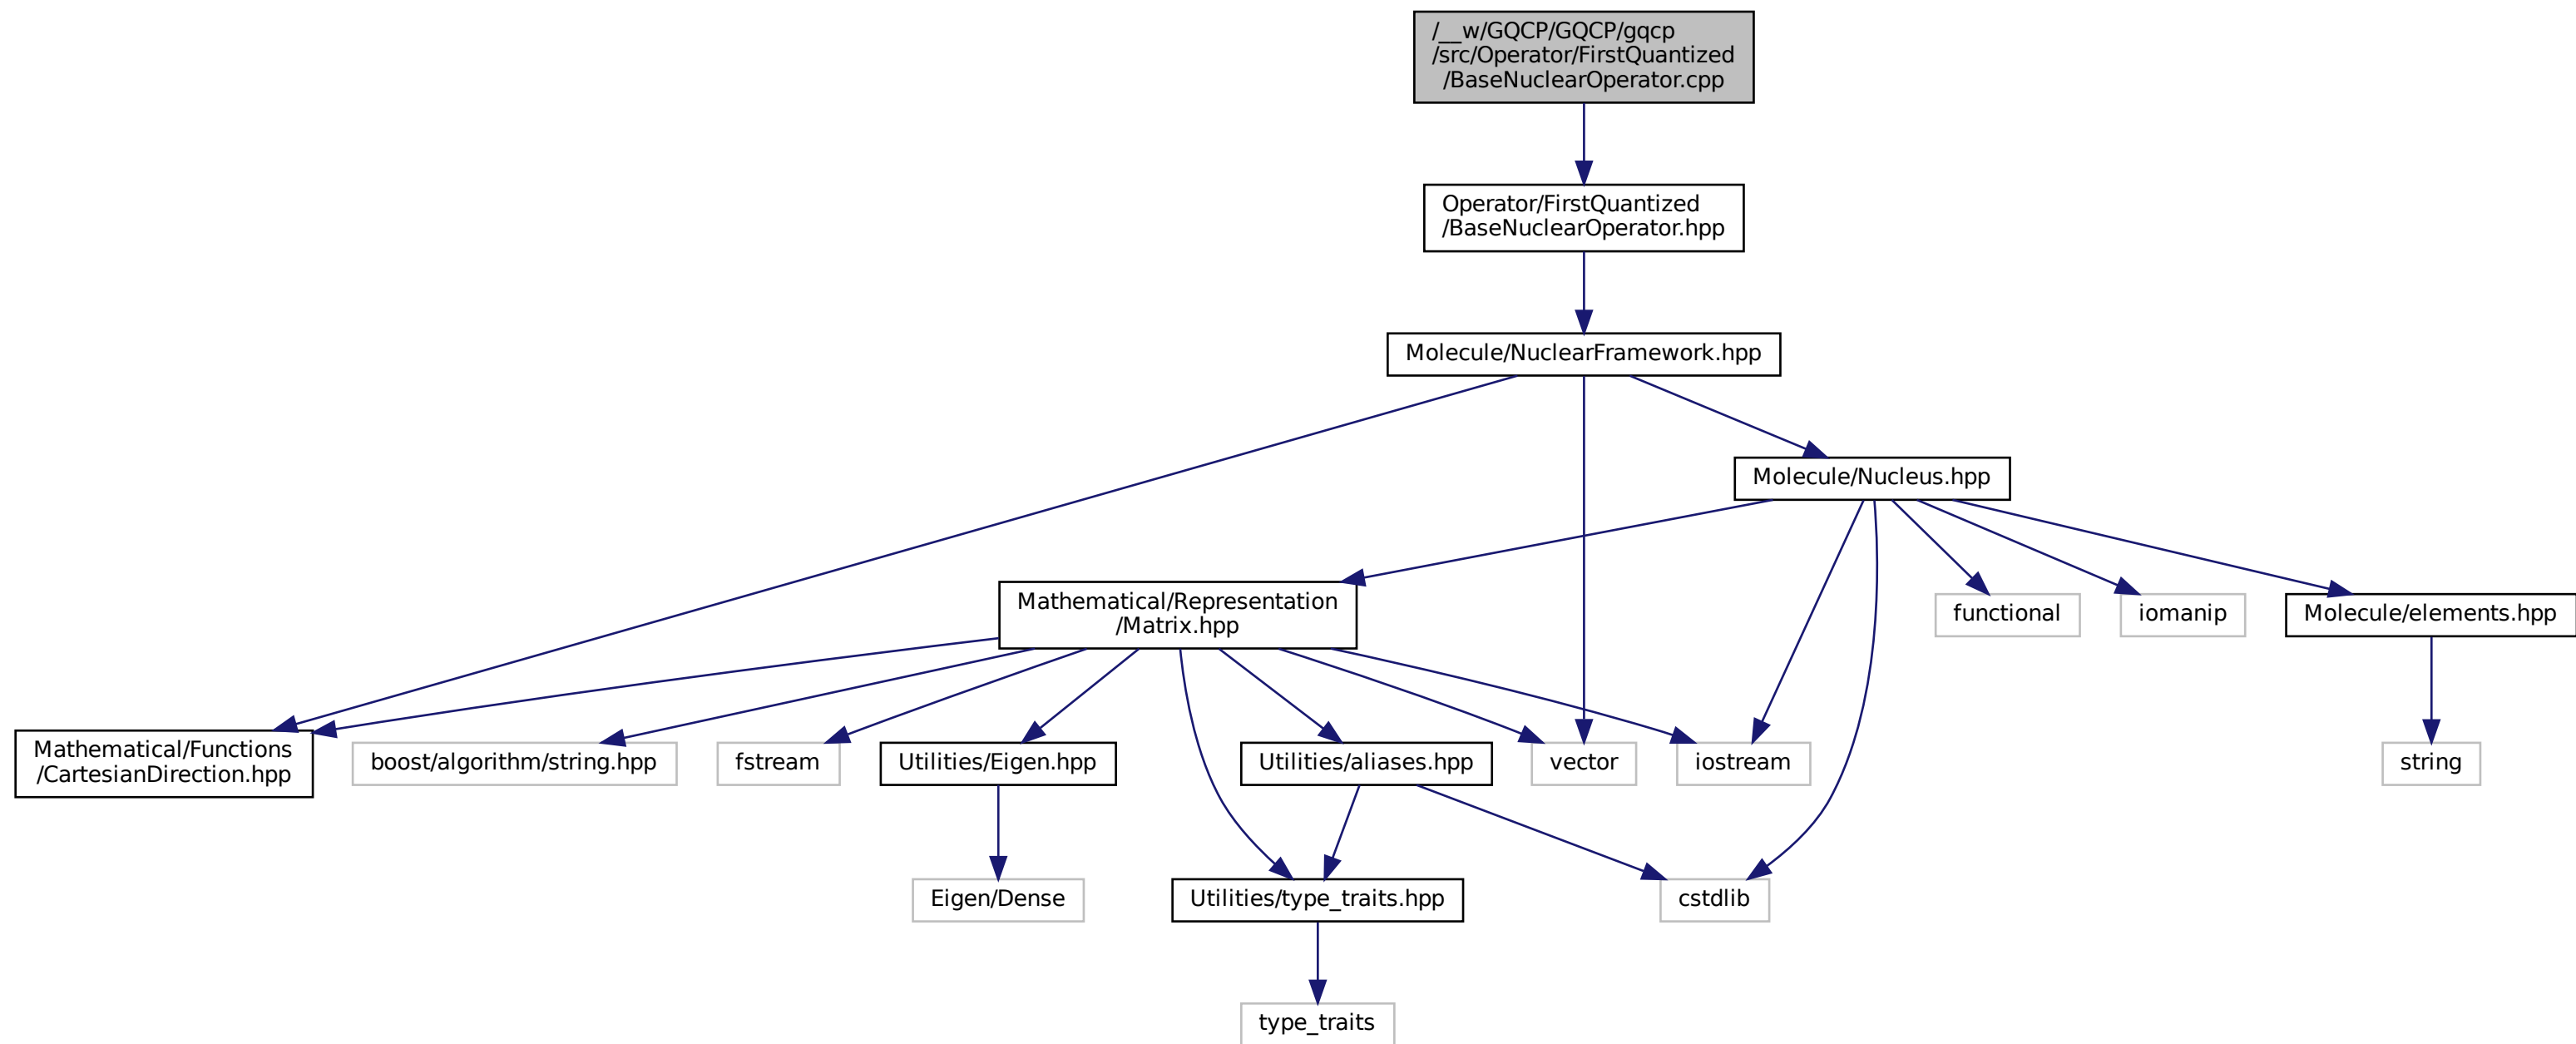 /__w/GQCP/GQCP/gqcp
/src/Operator/FirstQuantized
/BaseNuclearOperator.cpp
Operator/FirstQuantized
/BaseNuclearOperator.hpp
Molecule/NuclearFramework.hpp
Molecule/Nucleus.hpp
Mathematical/Representation
/Matrix.hpp
functional
iomanip
Molecule/elements.hpp
Mathematical/Functions
/CartesianDirection.hpp
boost/algorithm/string.hpp
fstream
Utilities/Eigen.hpp
Utilities/aliases.hpp
vector
iostream
string
Eigen/Dense
Utilities/type_traits.hpp
cstdlib
type_traits